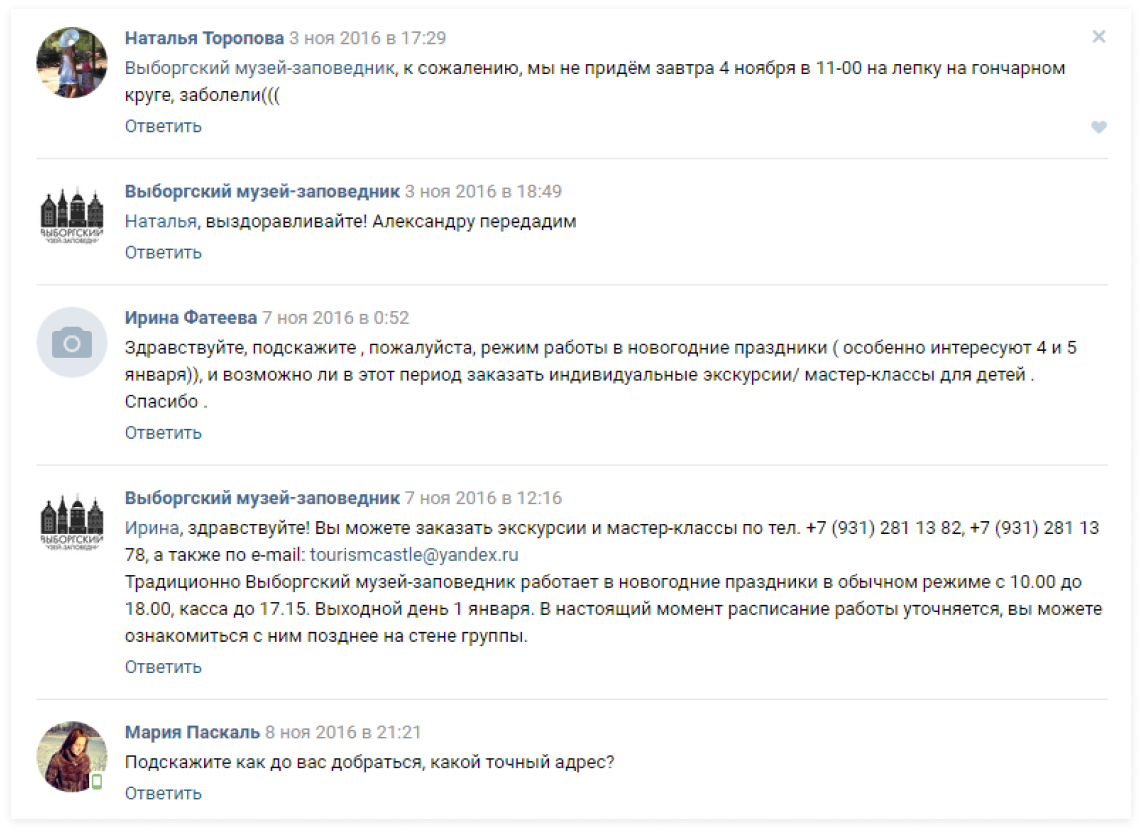 Наталья Торопова 3 ноя 2016 в 17:29
Выборгский музей-заповедник, к сожалению, мы не придём завтра 4 ноября в 11-00 на лепку на гончарном
круге, заболели(((
Ответить
Выборгский музей-заповедник 3 ноя 2016 в 18:49
Наталья, выздоравливайте! Александру передадим
ВЫБОРГСКИЙ
Ответить
Ирина Фатеева 7 ноя 2016 в 0:52
Здравствуйте, подскажите , пожалуйста, режим работы в новогодние праздники ( особенно интересуют 4 и 5
января)), и возможно ли в этот период заказать индивидуальные экскурсии/ мастер-классы для детей .
Спасибо .
Ответить
Выборгский музей-заповедник 7 ноя 2016 в 12:16
Ирина, здравствуйте! Вы можете заказать экскурсии и мастер-классы по тел. +7 (931) 281 13 82, +7 (931) 281 13
ВЫБОРГСКИЙ
78, а также по e-mail: tourismcastle@yandex.ru
Традиционно Выборгский музей-заповедник работает в новогодние праздники в обычном режиме с 10.00 до
18.00, касса до 17.15. Выходной день 1 января. В настоящий момент расписание работы уточняется, вы можете
ознакомиться с ним позднее на стене группы.
Ответить
Мария Паскаль 8 ноя 2016 в 21:21
Подскажите как до вас добраться, какой точный адрес?
Ответить